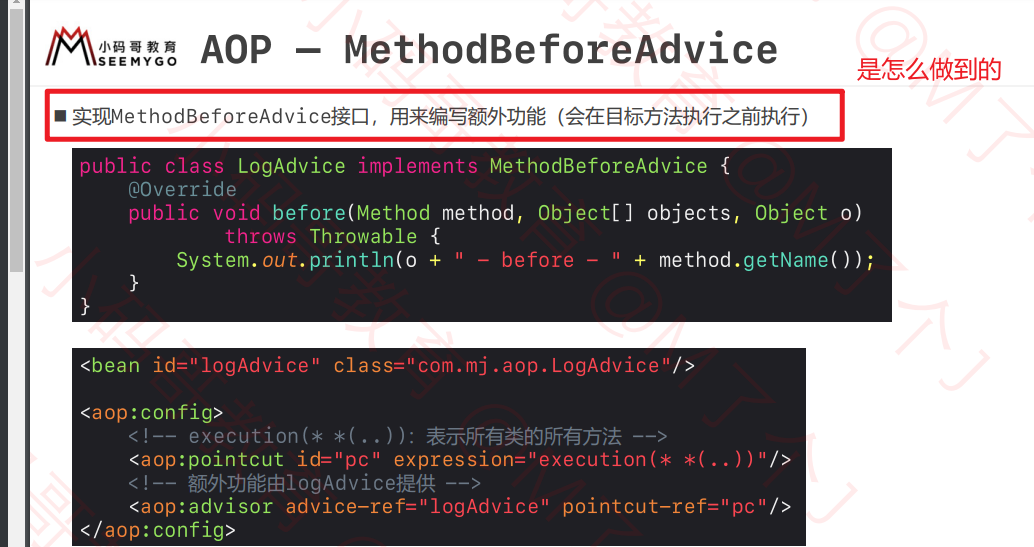 小码哥教育
SEEMYGO
AOP – MethodBeforeAdvice
是怎么做到的
■ 实现MethodBeforeAdvice接口，用来编写额外功能（会在目标方法执行之前执行）
public class LogAdvice implements MethodBeforeAdvice {
@Override
public void before(Method method, Object[] objects, Object o)
throws Throwable {
System.out.println(o + " - before - " + method.getName());
}
}
<bean id="logAdvice" class="com.mj.aop.LogAdvice"/>
<aop:config>
<!-- execution(* *(..)): 表示所有类的所有方法 -->
<aop:pointcut id="pc" expression="execution(* *(..))"/>
<!-- 额外功能由logAdvice提供 -->
<aop:advisor advice-ref="logAdvice" pointcut-ref="pc"/>
</aop:config>